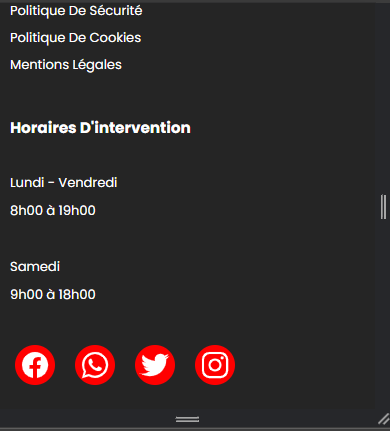 Politique De Sécurité
Politique De Cookies
Mentions Légales
Horaires D'intervention
Lundi - Vendredi
8h00 à 19h00
Samedi
9h00 à 18h00